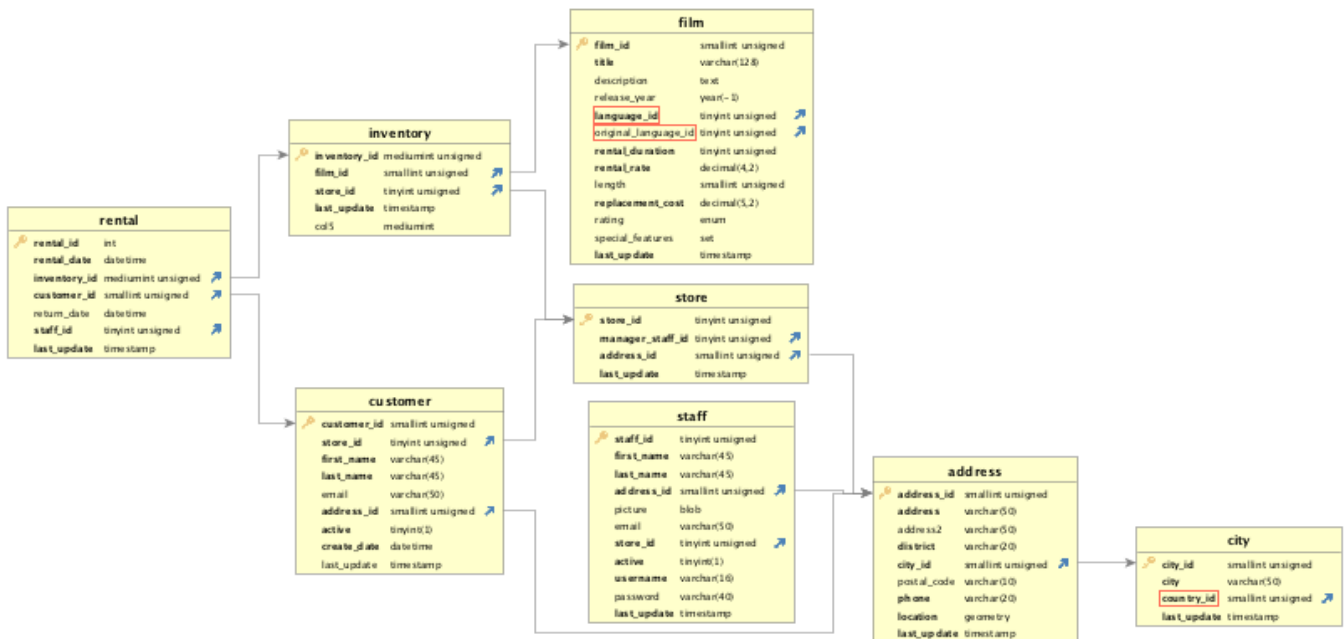 film
film_id smallint unsigned
title varchar(128)
description text
release_year year(-1)
language_id tinyint unsigned
original_language_id tinyint unsigned
rental_duration tinyint unsigned
rental_rate decimal(4,2)
length smallint unsigned
replacement_cost decimal(5,2)
rating enum
special_features set
last_update timestamp
inventory
inventory_id mediumint unsigned
film_id smallint unsigned
store_id tinyint unsigned
last_update timestamp
col5 mediumint
rental
rental_id int
rental_date datetime
inventory_id mediumint unsigned
customer_id smallint unsigned
return_date datetime
staff_id tinyint unsigned
last_update timestamp
store
store_id tinyint unsigned
manager_staff_id tinyint unsigned
address_id smallint unsigned
last_update timestamp
customer
customer_id smallint unsigned
store_id tinyint unsigned
first_name varchar(45)
last_name varchar(45)
email varchar(50)
address_id smallint unsigned
active tinyint(1)
create_date datetime
last_update timestamp
staff
staff_id tinyint unsigned
first_name varchar(45)
last_name varchar(45)
address_id smallint unsigned
picture blob
email varchar(50)
store_id tinyint unsigned
active tinyint(1)
username varchar(16)
password varchar(40)
last_update timestamp
address
address_id smallint unsigned
address varchar(50)
address2 varchar(50)
district varchar(20)
city_id smallint unsigned
postal_code varchar(10)
phone varchar(20)
location geometry
last_update timestamp
city
city_id smallint unsigned
city varchar(50)
country_id smallint unsigned
last_update timestamp